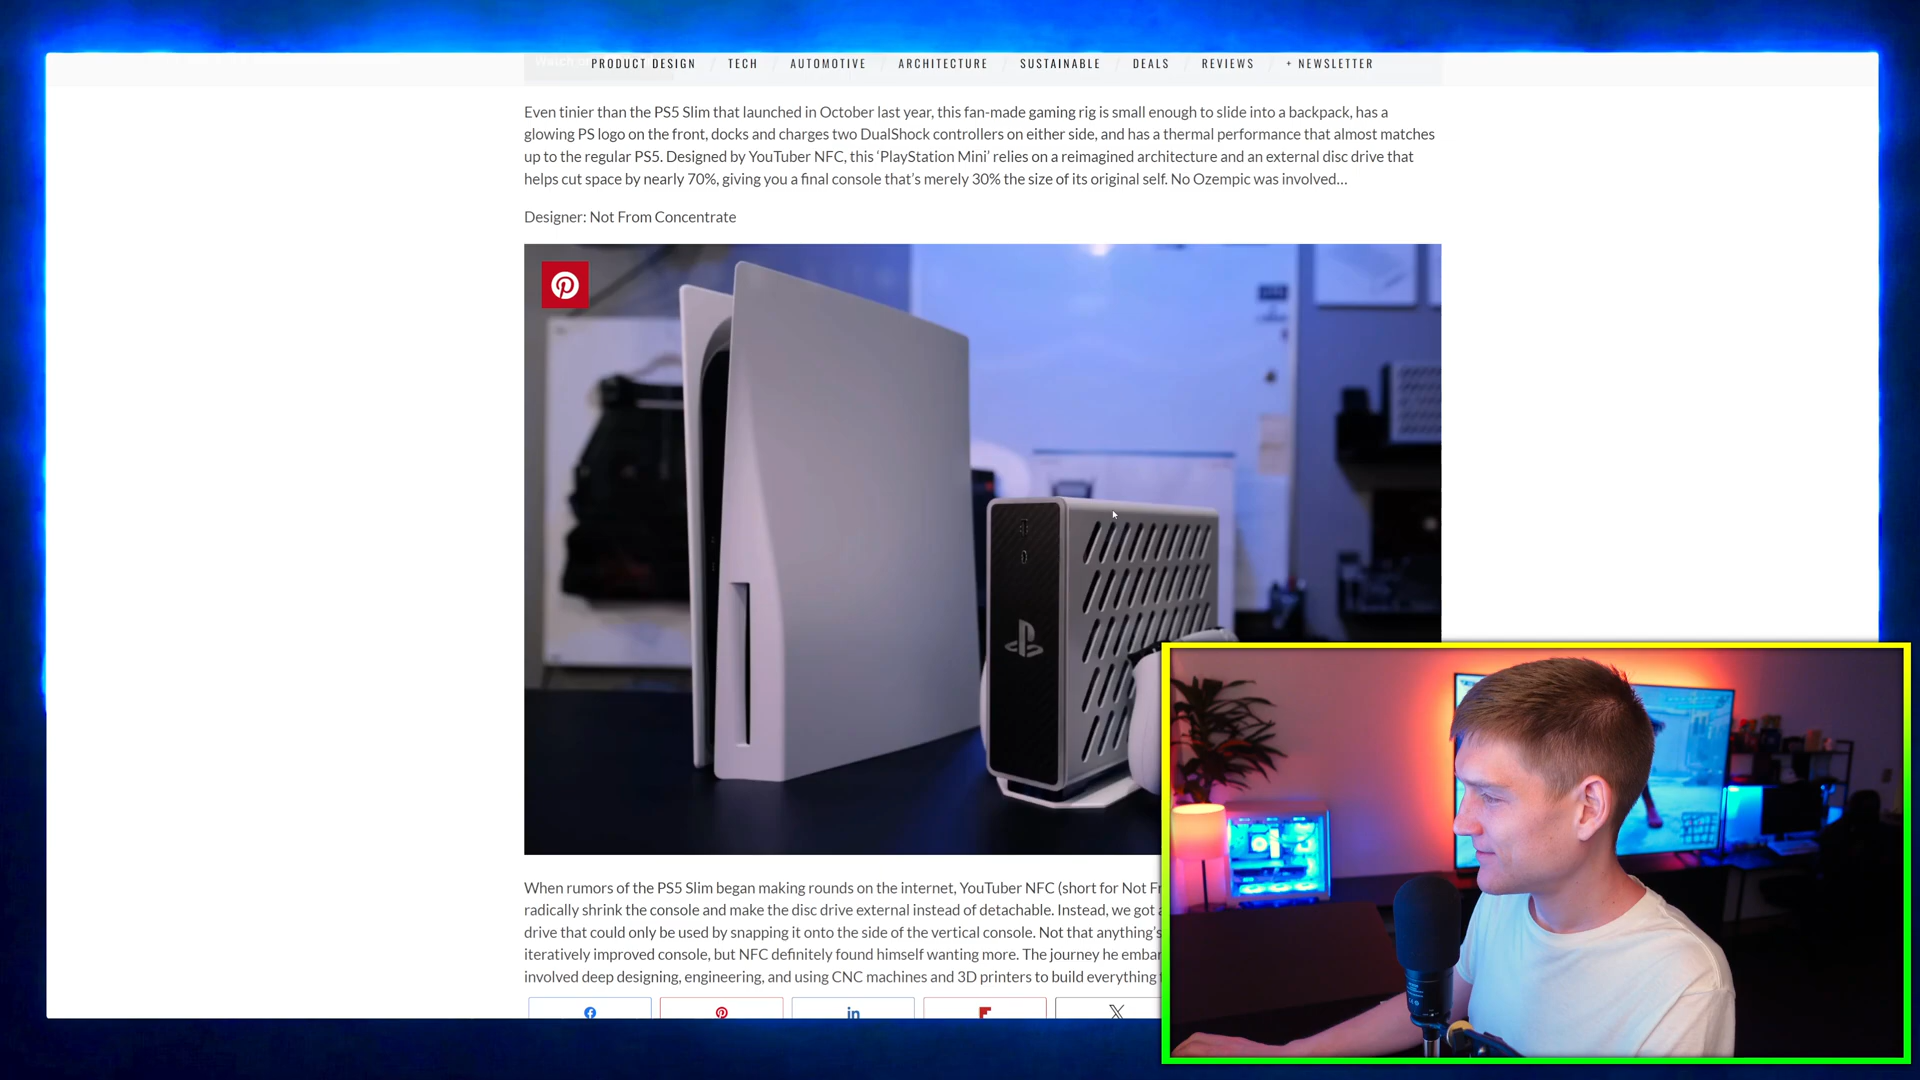 PRODUCT DESIGN / TECH / AUTOMOTIVE / ARCHITECTURE / SUSTAINABLE / DEALS / REVIEWS / + NEWSLETTER
Even tinier than the PS5 Slim that launched in October last year, this fan-made gaming rig is small enough to slide into a backpack, has a
glowing PS logo on the front, docks and charges two DualShock controllers on either side, and has a thermal performance that almost matches
up to the regular PS5. Designed by YouTuber NFC, this ‘PlayStation Mini’ relies on a reimagined architecture and an external disc drive that
helps cut space by nearly 70%, giving you a final console that’s merely 30% the size of its original self. No Ozempic was involved…
Designer: Not From Concentrate
When rumors of the PS5 Slim began making rounds on the internet, YouTuber NFC (short for Not
radically shrink the console and make the disc drive external instead of detachable. Instead, we got
drive that could only be used by snapping it onto the side of the vertical console. Not that anything’s
iteratively improved console, but NFC definitely found himself wanting more. The journey he
involved deep designing, engineering, and using CNC machines and 3D printers to build everything